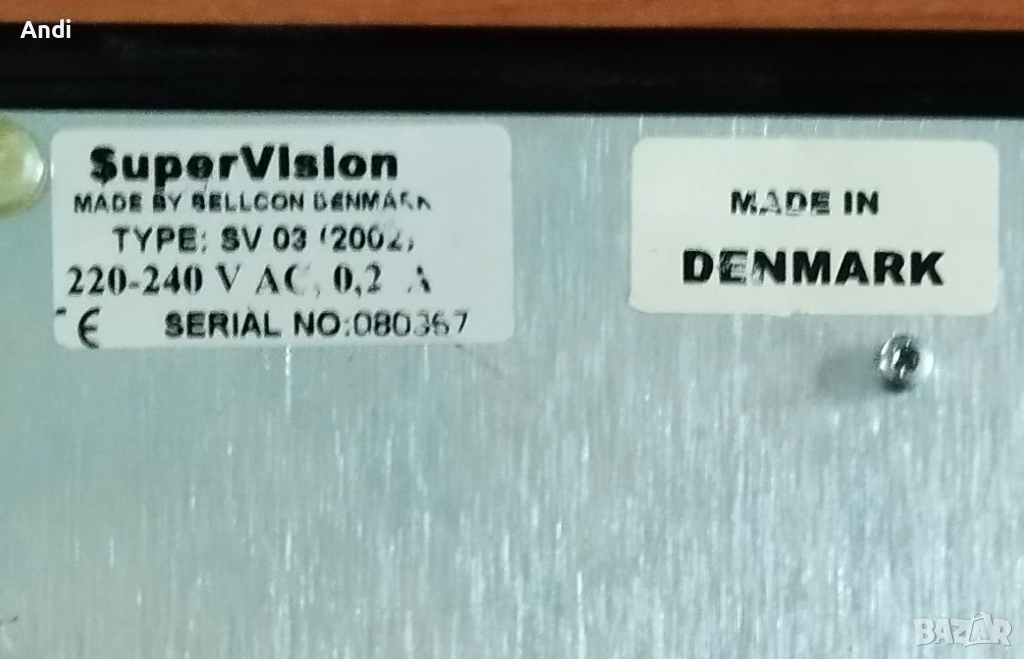 Andi
SuperVision
MADE BY BELLCON DENMARK
TYPE: SV 03 (2002)
220-240 V AC, 0,2 A
CE SERIAL NO:080367
MADE IN
DENMARK
BAZAR